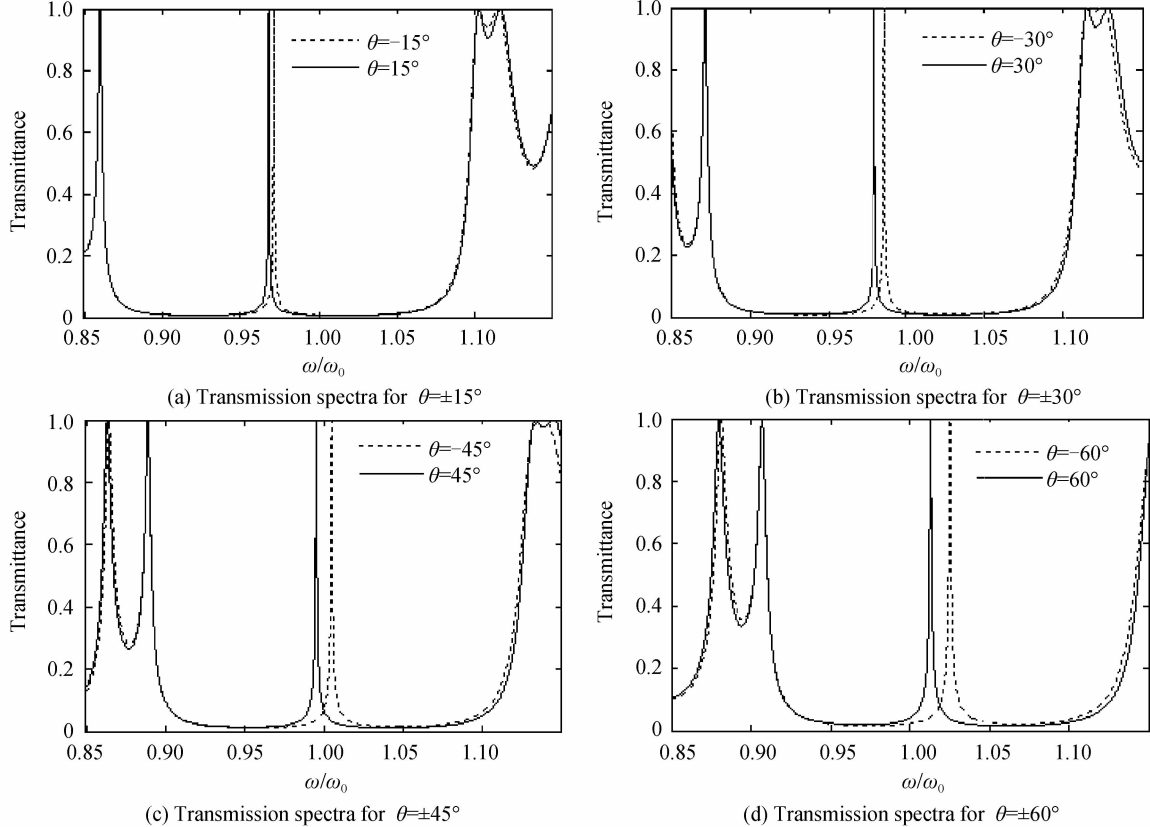 1.0
0.8
0.6
0.4
0.2
0
Transmittance
θ=−15°
θ=15°
0.85 0.90 0.95 1.00 1.05 1.10
ω/ω₀
(a) Transmission spectra for θ=±15°
1.0
0.8
0.6
0.4
0.2
0
Transmittance
θ=−30°
θ=30°
0.85 0.90 0.95 1.00 1.05 1.10
ω/ω₀
(b) Transmission spectra for θ=±30°
1.0
0.8
0.6
0.4
0.2
0
Transmittance
θ=−45°
θ=45°
0.85 0.90 0.95 1.00 1.05 1.10
ω/ω₀
(c) Transmission spectra for θ=±45°
1.0
0.8
0.6
0.4
0.2
0
Transmittance
θ=−60°
θ=60°
0.85 0.90 0.95 1.00 1.05 1.10
ω/ω₀
(d) Transmission spectra for θ=±60°